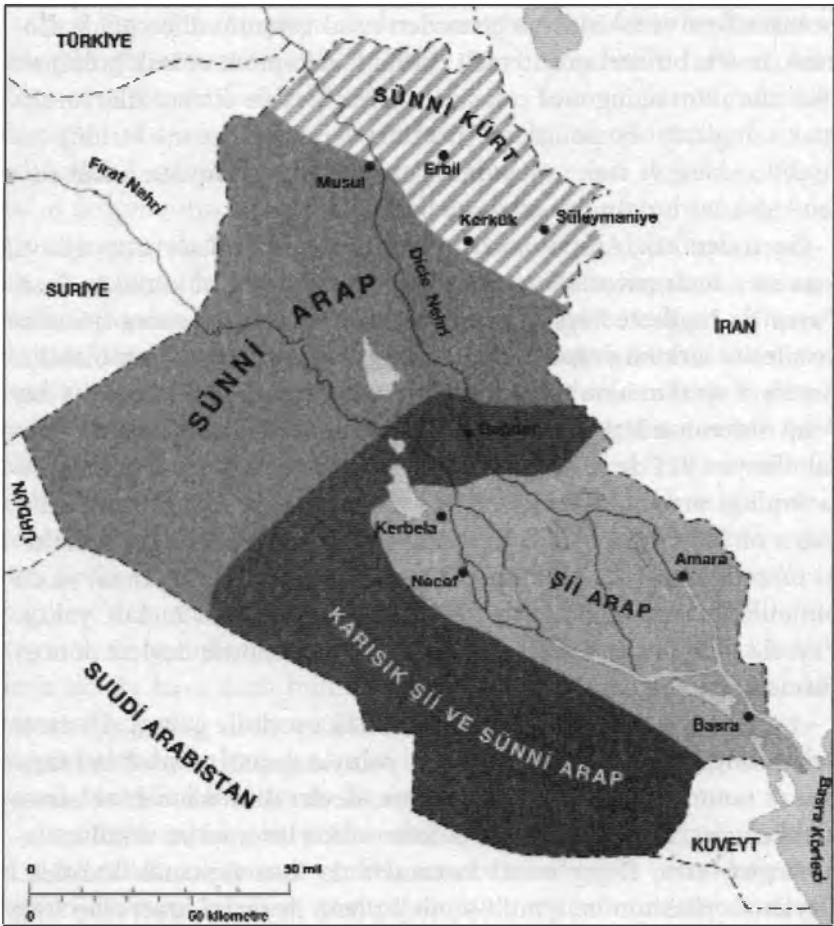 TÜRKİYE
SÜNNİ KÜRT
Musul
Erbil
Fırat Nehri
Kerkük
Süleymaniye
SURİYE
Dicle Nehri
SÜNNİ ARAP
İRAN
Bağdat
ÜRDÜN
Kerbela
Necef
Amara
Şİİ ARAP
KARIŞIK Şİİ VE SÜNNİ ARAP
SUUDİ ARABİSTAN
Basra
Basra Körfezi
KUVEYT
50 mil
0
50 kilometre